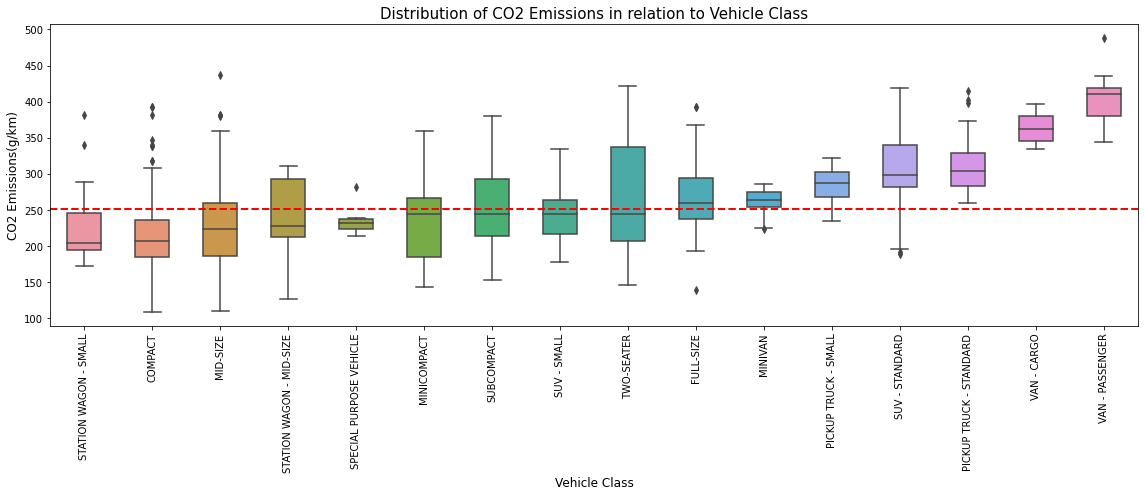 Distribution of CO2 Emissions in relation to Vehicle Class
CO2 Emissions(g/km)
500
450
400
350
300
250
200
150
100
STATION WAGON - SMALL
COMPACT
MID-SIZE
STATION WAGON - MID-SIZE
SPECIAL PURPOSE VEHICLE
MINICOMPACT
SUBCOMPACT
SUV - SMALL
TWO-SEATER
FULL-SIZE
MINIVAN
PICKUP TRUCK - SMALL
SUV - STANDARD
PICKUP TRUCK - STANDARD
VAN - CARGO
VAN - PASSENGER
Vehicle Class